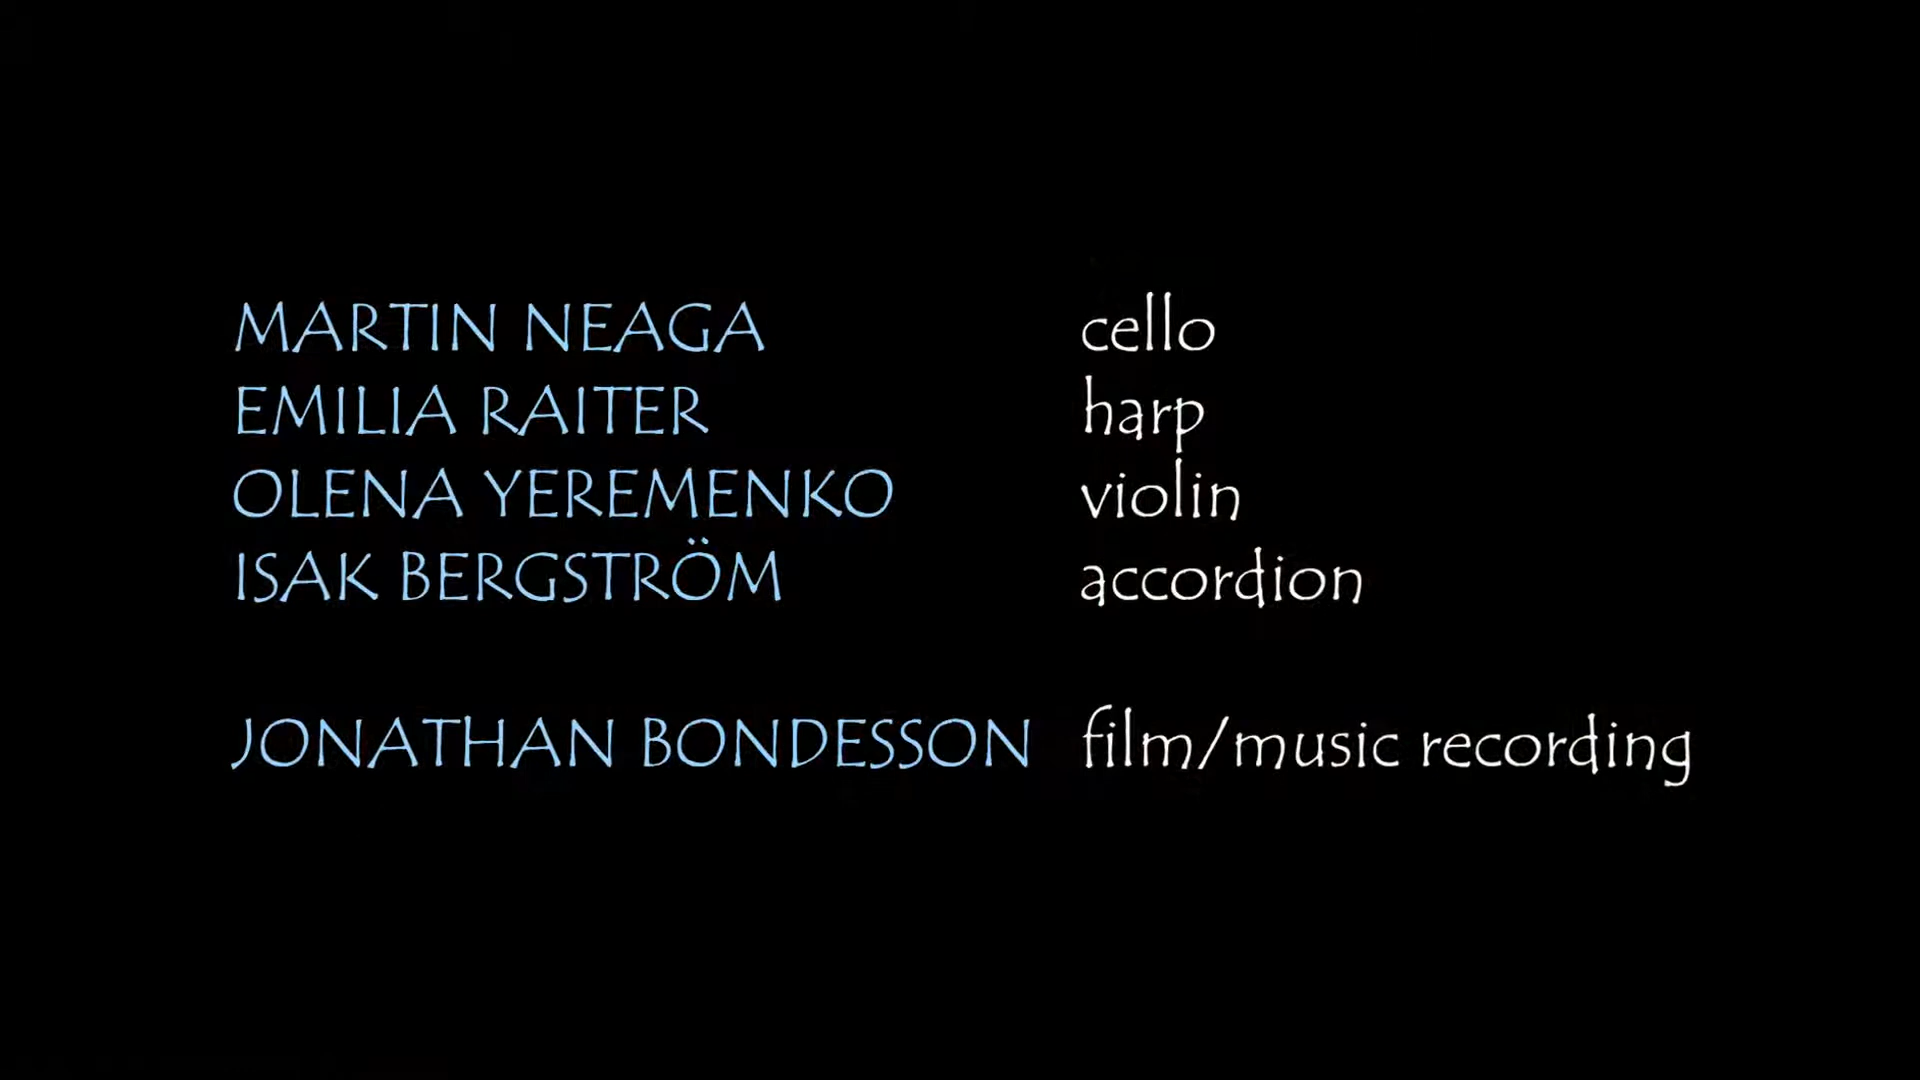 MARTIN NEAGA cello
EMILIA RAITER harp
OLENA YEREMENKO violin
ISAK BERGSTRÖM accordion
JONATHAN BONDESSON film/music recording